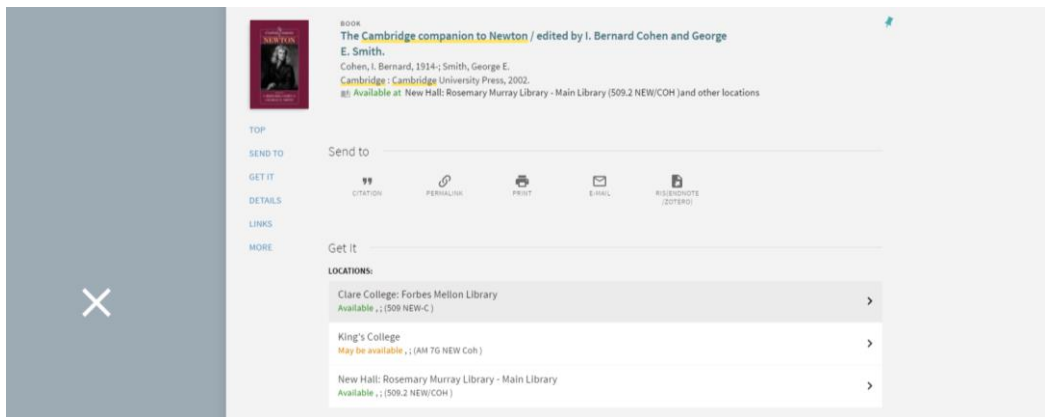 NEWTON
BOOK
The Cambridge companion to Newton / edited by I. Bernard Cohen and George
E. Smith.
Cohen, I. Bernard, 1914-; Smith, George E.
Cambridge : Cambridge University Press, 2002.
Available at New Hall: Rosemary Murray Library - Main Library (509.2 NEW/COH )and other locations
TOP
SEND TO
GET IT
DETAILS
LINKS
MORE
Send to
CITATION
PERMALINK
PRINT
E-MAIL
RIS(ENDNOTE
/ZOTERO)
Get It
LOCATIONS:
Clare College: Forbes Mellon Library
Available , ; (509 NEW-C )
King's College
May be available , ; (AM 7G NEW Coh )
New Hall: Rosemary Murray Library - Main Library
Available , ; (509.2 NEW/COH )